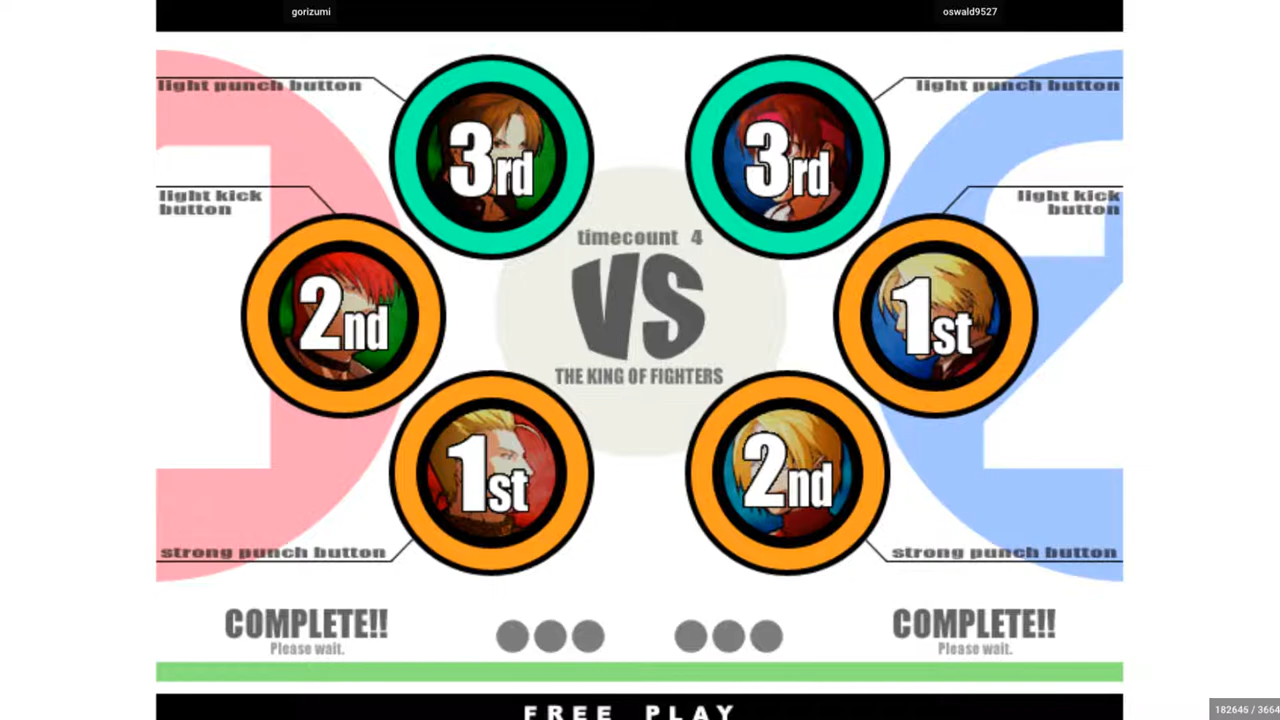 gorizumi
oswald9527
light punch button
light punch button
3rd
3rd
light kick
button
light kick
button
timecount 4
VS
THE KING OF FIGHTERS
2nd
1st
1st
2nd
strong punch button
strong punch button
COMPLETE!!
Please wait.
COMPLETE!!
Please wait.
FREE PLAY
182645 / 3664